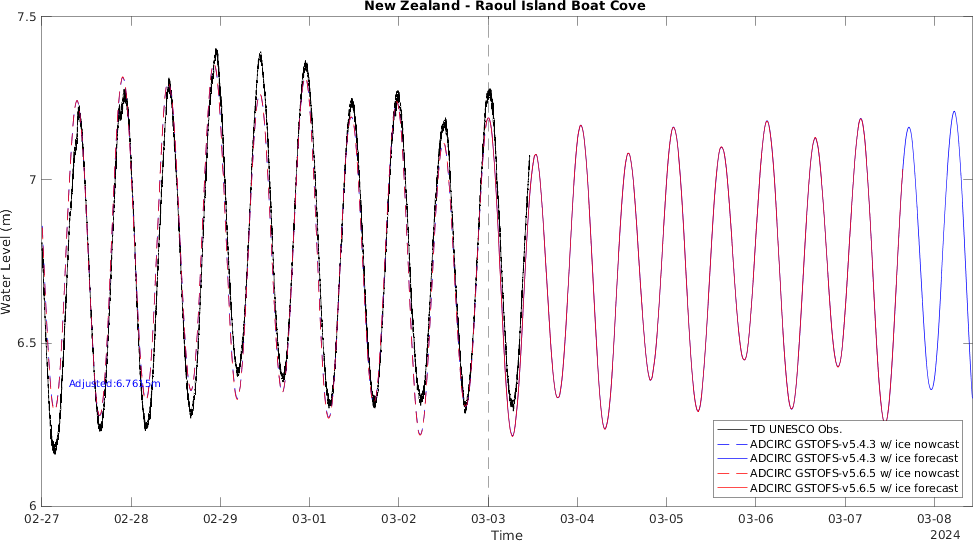 New Zealand - Raoul Island Boat Cove
7.5
7
6.5
6
Water Level (m)
Adjusted:6.7615m
TD UNESCO Obs.
ADCIRC GSTOFS-v5.4.3 w/ ice nowcast
ADCIRC GSTOFS-v5.4.3 w/ ice forecast
ADCIRC GSTOFS-v5.6.5 w/ ice nowcast
ADCIRC GSTOFS-v5.6.5 w/ ice forecast
02-27 02-28 02-29 03-01 03-02 03-03 03-04 03-05 03-06 03-07 03-08
Time 2024